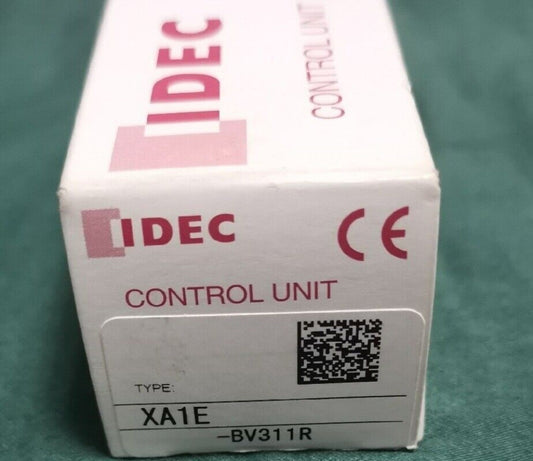 IDEC
CONTROL UNIT
IDEC
CE
CONTROL UNIT
TYPE:
XA1E
-BV311R